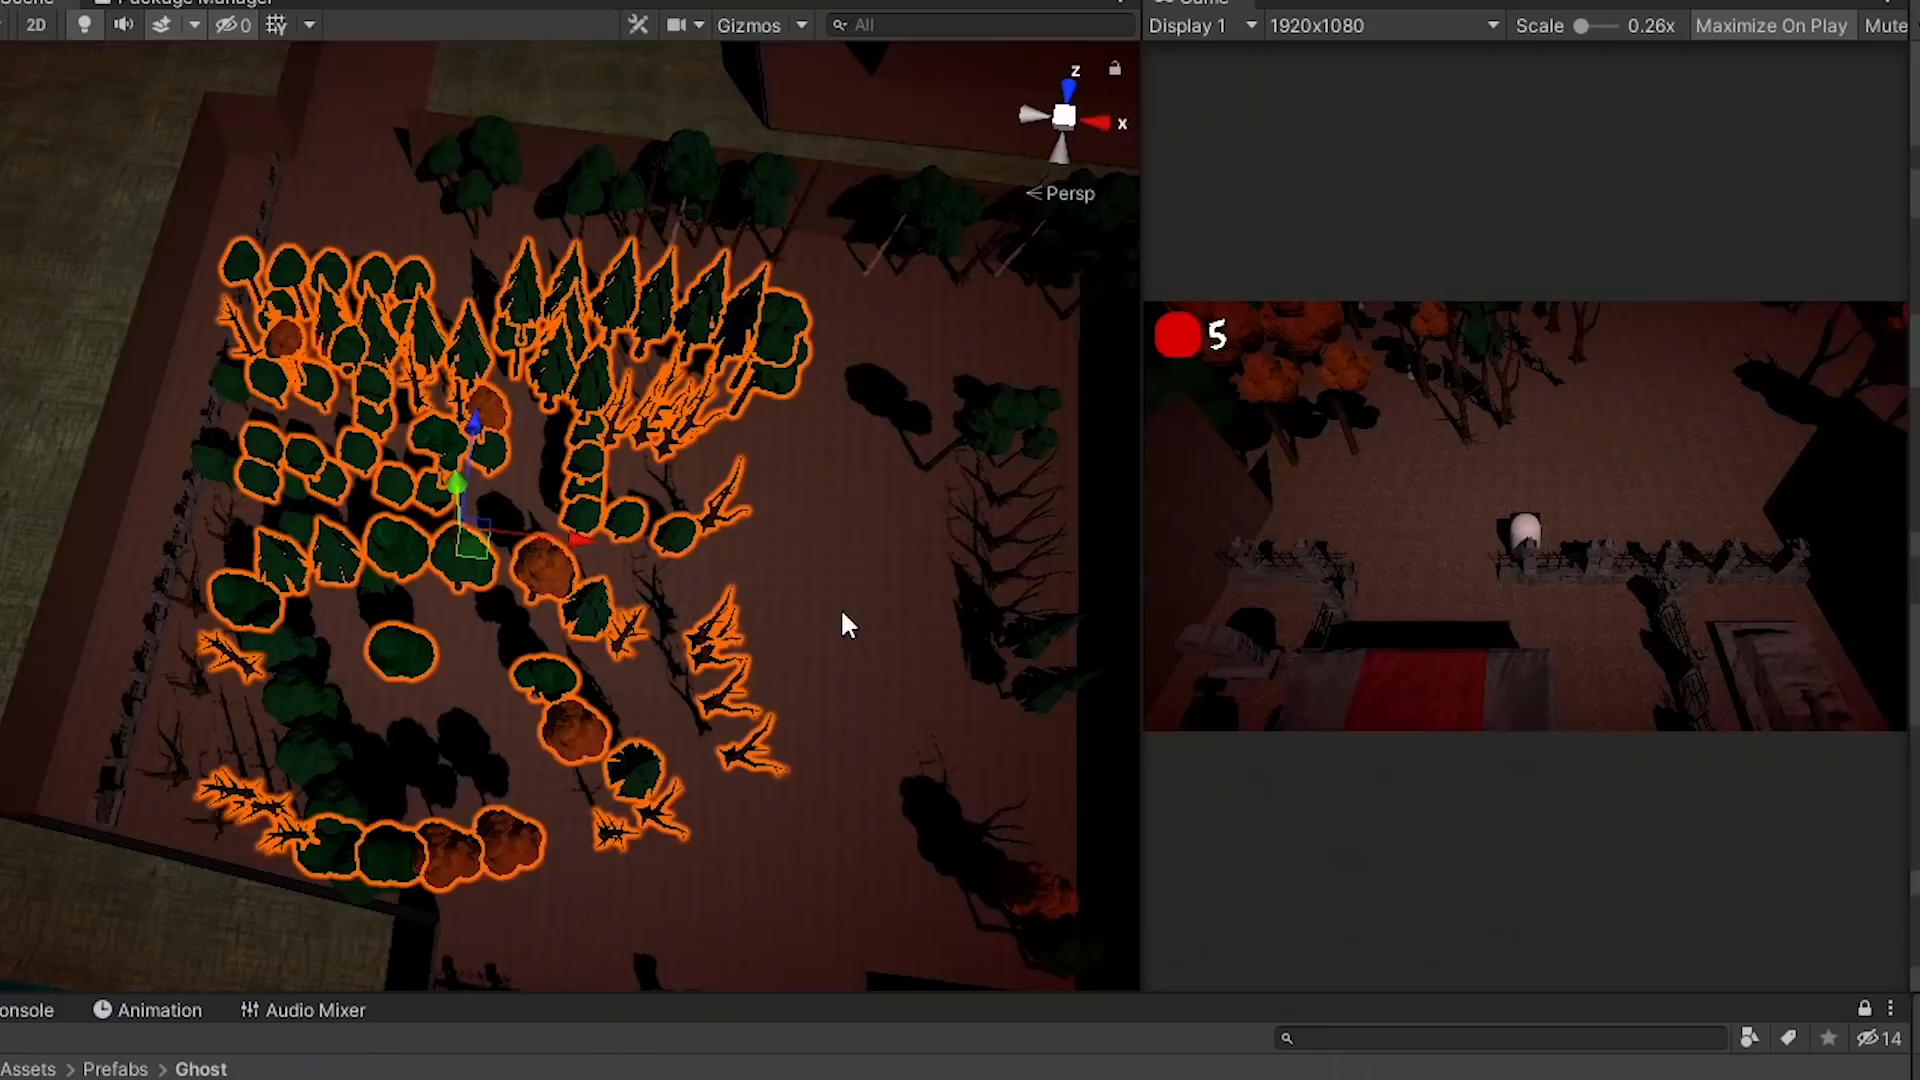 2D
0
Gizmos
All
Display 1
1920x1080
Scale
0.26x
Maximize On Play
Mute
z
x
Persp
5
onsole
Animation
Audio Mixer
14
Assets > Prefabs > Ghost